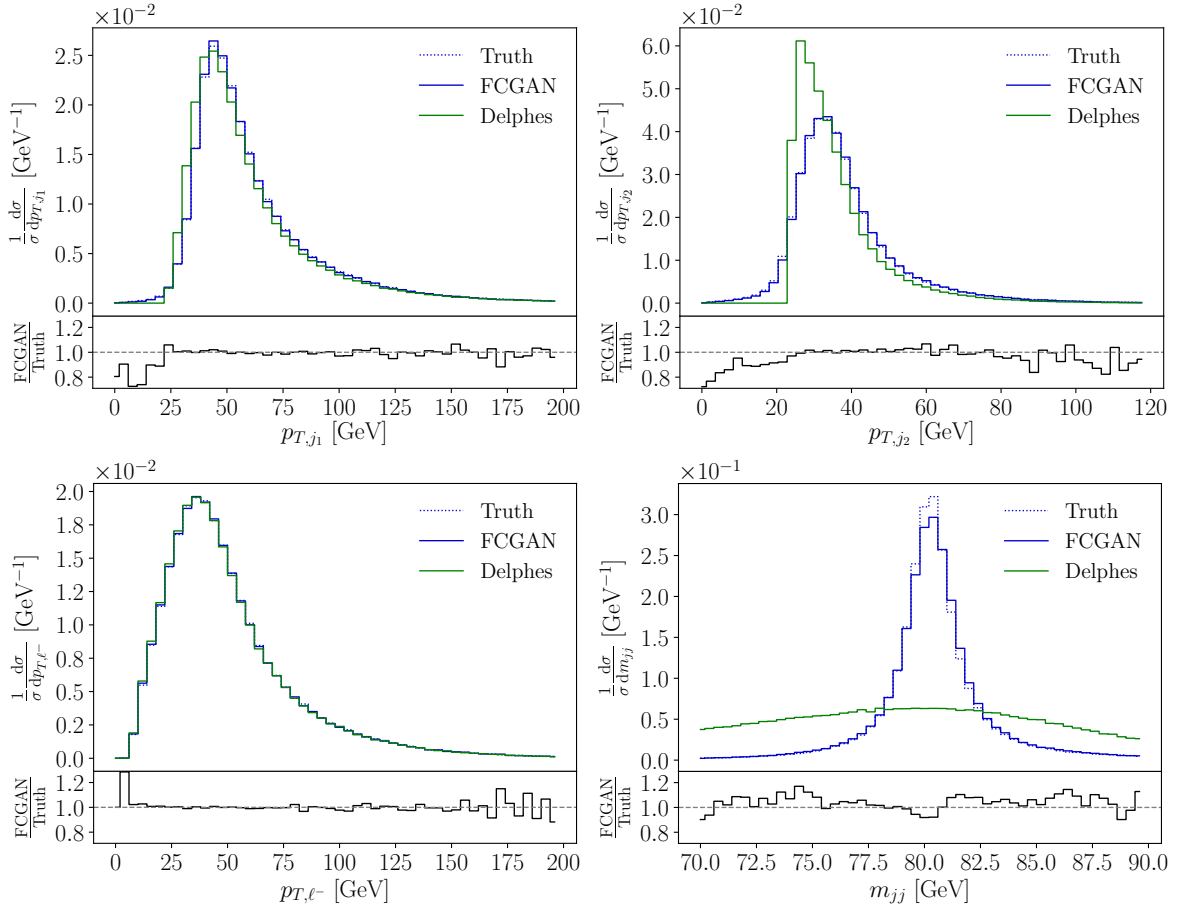 ×10⁻²
Truth
FCGAN
Delphes
2.5
2.0
1.5
1.0
0.5
0.0
1/σ dσ/dp_{T,j₁} [GeV⁻¹]
1.2
1.0
0.8
FCGAN/Truth
0 25 50 75 100 125 150 175 200
p_{T,j₁} [GeV]
×10⁻²
Truth
FCGAN
Delphes
6.0
5.0
4.0
3.0
2.0
1.0
0.0
1/σ dσ/dp_{T,j₂} [GeV⁻¹]
1.2
1.0
0.8
FCGAN/Truth
0 20 40 60 80 100 120
p_{T,j₂} [GeV]
×10⁻²
Truth
FCGAN
Delphes
2.0
1.8
1.5
1.2
1.0
0.8
0.5
0.2
0.0
1/σ dσ/dp_{T,ℓ⁻} [GeV⁻¹]
1.2
1.0
0.8
FCGAN/Truth
0 25 50 75 100 125 150 175 200
p_{T,ℓ⁻} [GeV]
×10⁻¹
Truth
FCGAN
Delphes
3.0
2.5
2.0
1.5
1.0
0.5
0.0
1/σ dσ/dm_{jj} [GeV⁻¹]
1.2
1.0
0.8
FCGAN/Truth
70.0 72.5 75.0 77.5 80.0 82.5 85.0 87.5 90.0
m_{jj} [GeV]